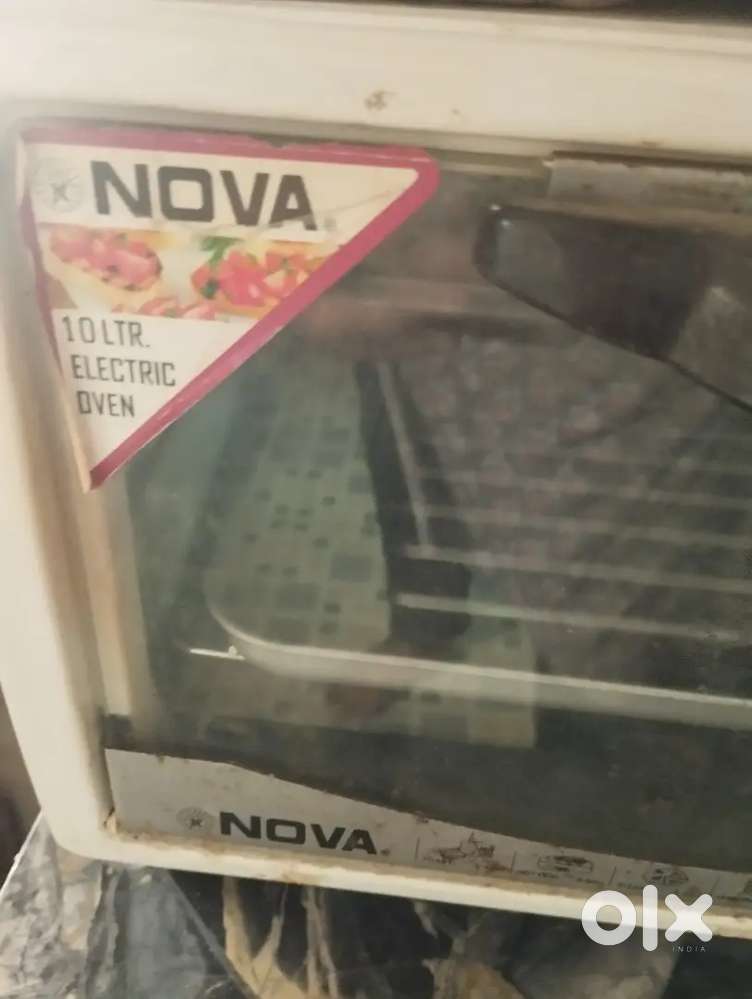 NOVA
10 LTR.
ELECTRIC
OVEN
NOVA
olx
INDIA